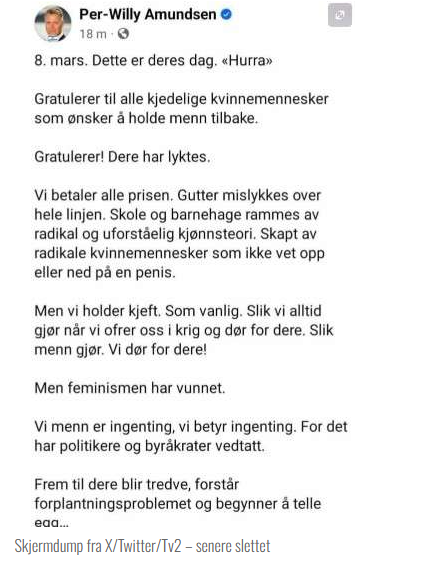 Per-Willy Amundsen
18 m
8. mars. Dette er deres dag. «Hurra»
Gratulerer til alle kjedelige kvinnemennesker
som ønsker å holde menn tilbake.
Gratulerer! Dere har lyktes.
Vi betaler alle prisen. Gutter mislykkes over
hele linjen. Skole og barnehage rammes av
radikal og uforståelig kjønnsteori. Skapt av
radikale kvinnemennesker som ikke vet opp
eller ned på en penis.
Men vi holder kjeft. Som vanlig. Slik vi alltid
gjør når vi ofrer oss i krig og dør for dere. Slik
menn gjør. Vi dør for dere!
Men feminismen har vunnet.
Vi menn er ingenting, vi betyr ingenting. For det
har politikere og byråkrater vedtatt.
Frem til dere blir tredve, forstår
forplantningsproblemet og begynner å telle
egg...
Skjermdump fra X/Twitter/Tv2 – senere slettet